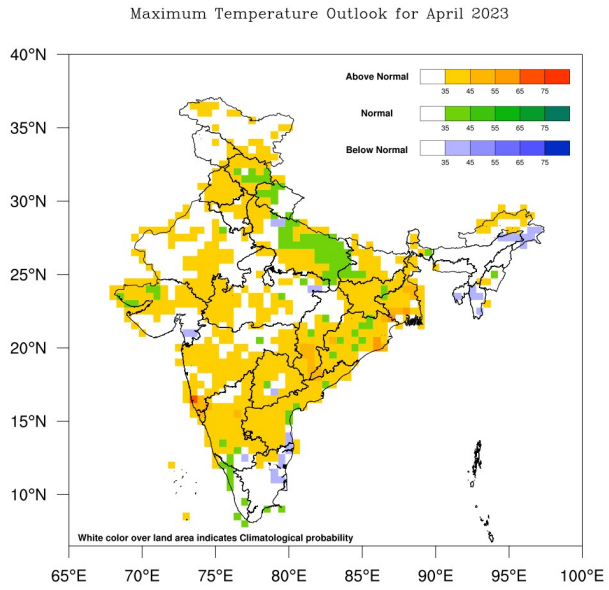 Maximum Temperature Outlook for April 2023
40°N
Above Normal
35 45 55 65 75
Normal
35°N
35 45 55 65 75
Below Normal
35 45 55 65 75
30°N
25°N
20°N
15°N
10°N
White color over land area indicates Climatological probability
65°E 70°E 75°E 80°E 85°E 90°E 95°E 100°E